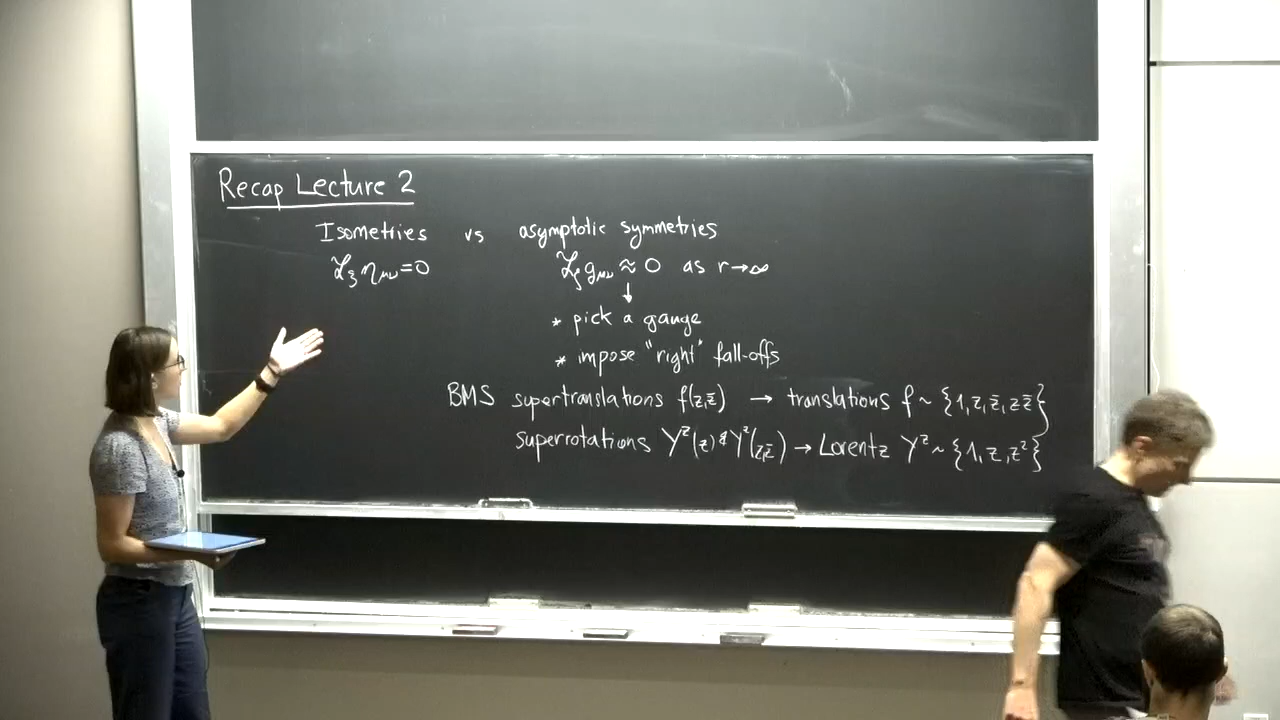 Recap Lecture 2
Isometries vs asymptotic symmetries
ℒ_ξ η_μν = 0 ℒ_ξ g_μν ≈ 0 as r→∞
↓
* pick a gauge
* impose "right" fall-offs
BMS supertranslations f(z,z̄) → translations f ~ {1, z, z̄, z z̄}
superrotations Y^z(z) & Y^z̄(z,z̄) → Lorentz Y^z ~ {1, z, z²}